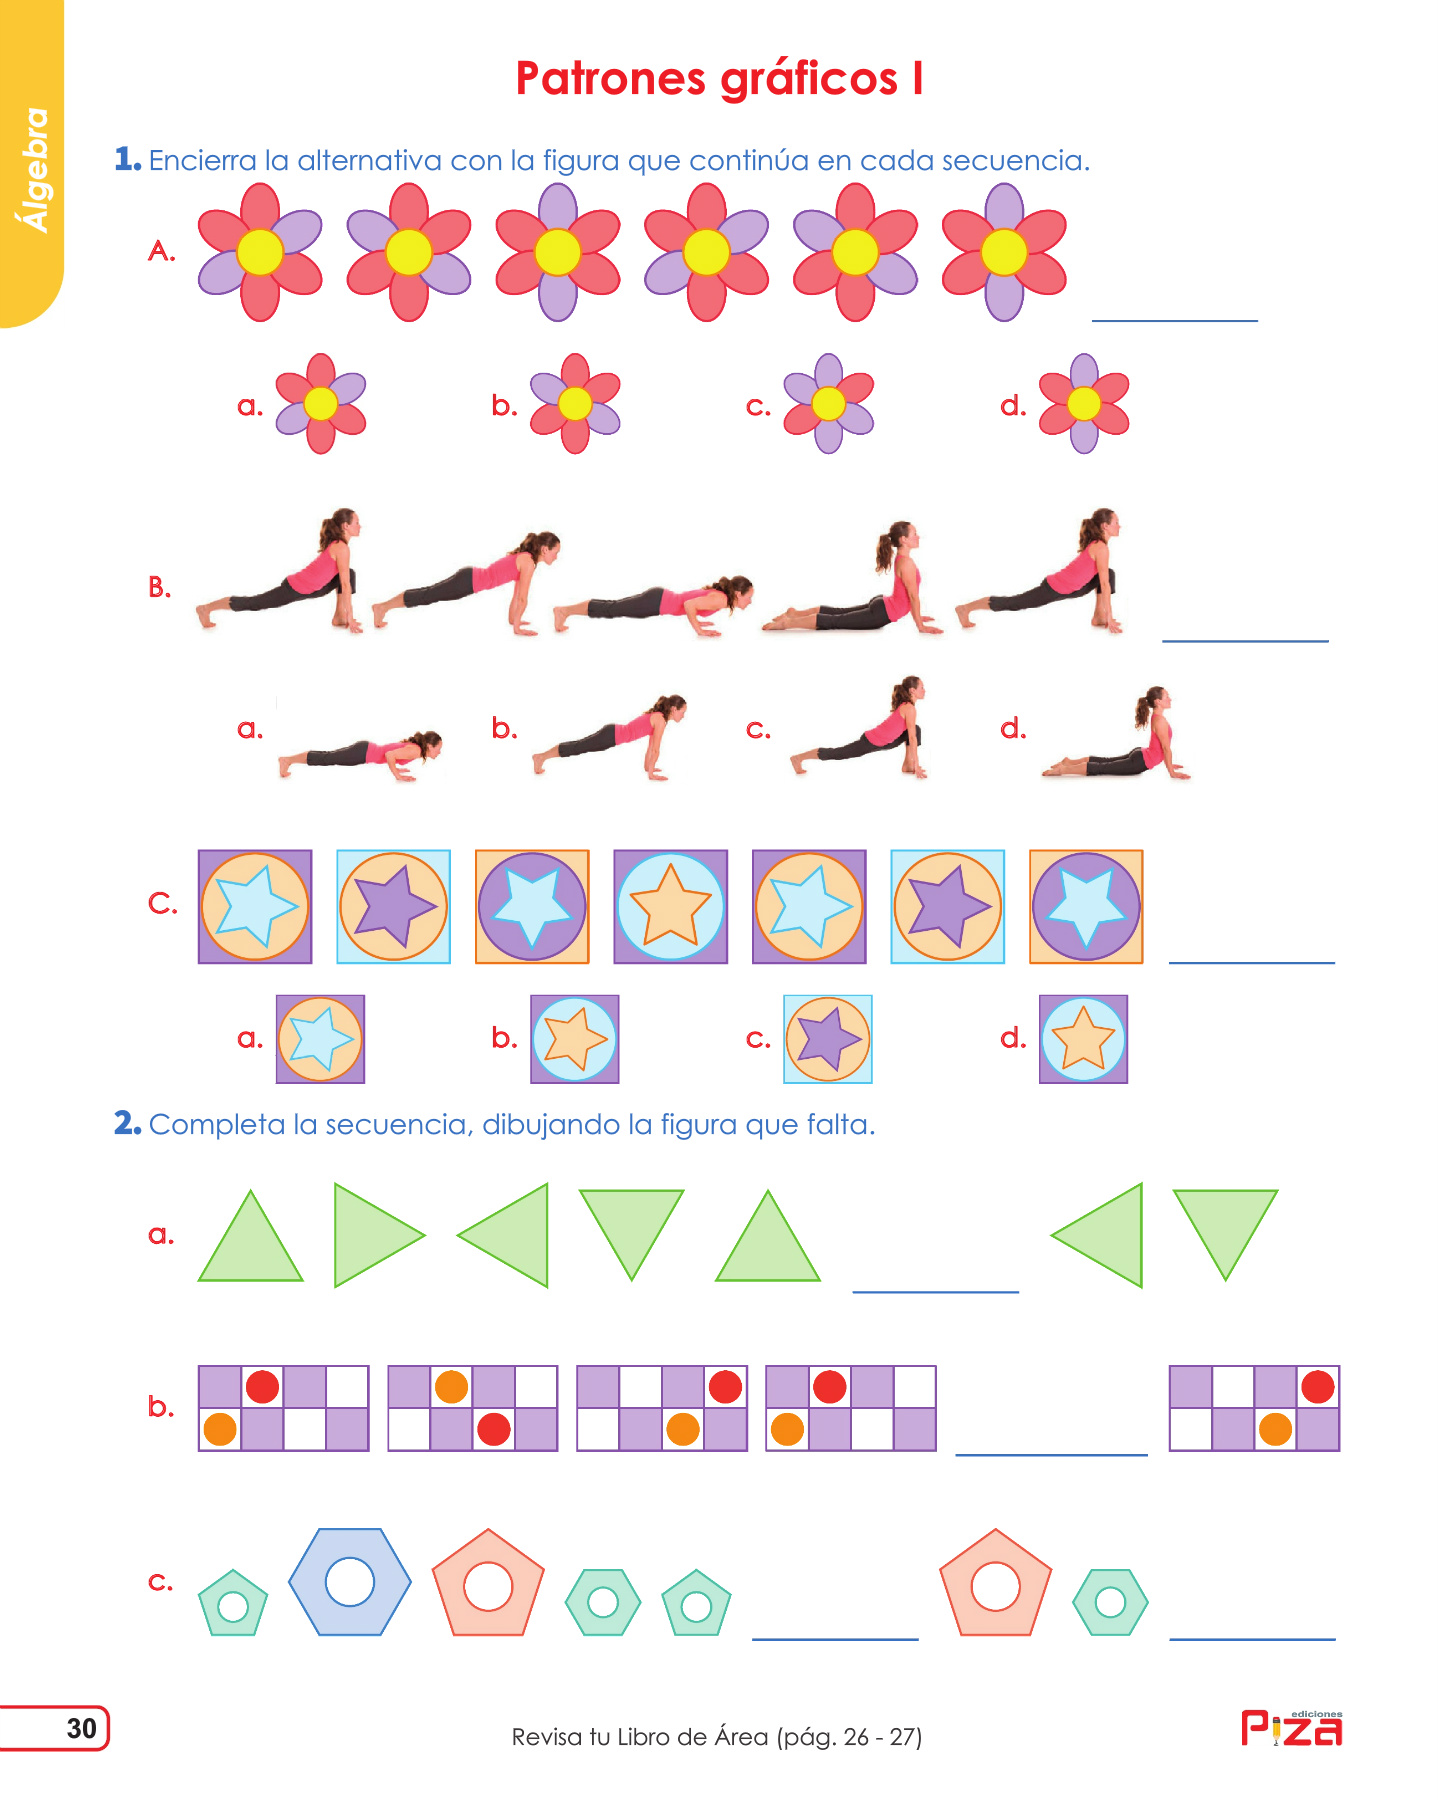 Álgebra
Patrones gráficos I
1. Encierra la alternativa con la figura que continúa en cada secuencia.
A.
a. b. c. d.
B.
a. b. c. d.
C.
a. b. c. d.
2. Completa la secuencia, dibujando la figura que falta.
a.
b.
c.
30
Revisa tu Libro de Área (pág. 26 - 27)
ediciones
Piza